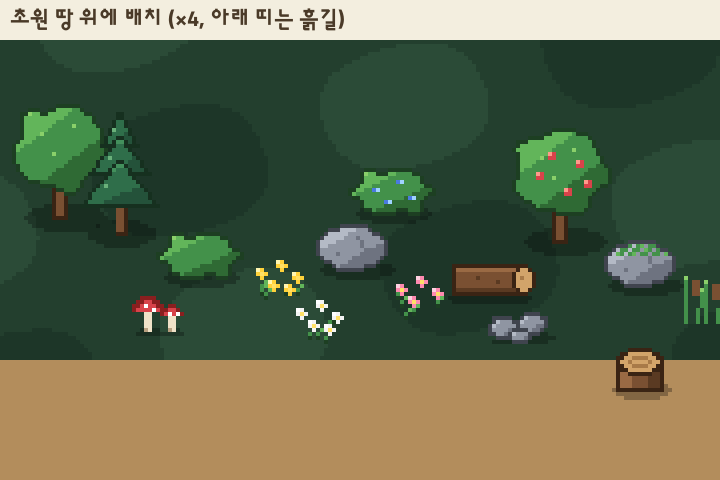 초원 땅 위에 배치 (×4, 아래 띠는 흙길)